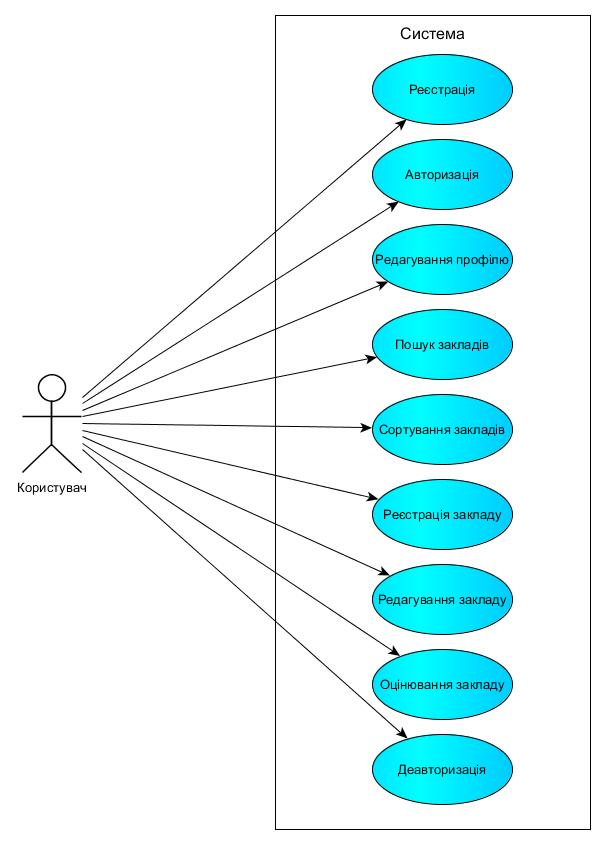 Система
Реєстрація
Авторизація
Редагування профілю
Пошук закладів
Сортування закладів
Реєстрація закладу
Редагування закладу
Оцінювання закладу
Деавторизація
Користувач